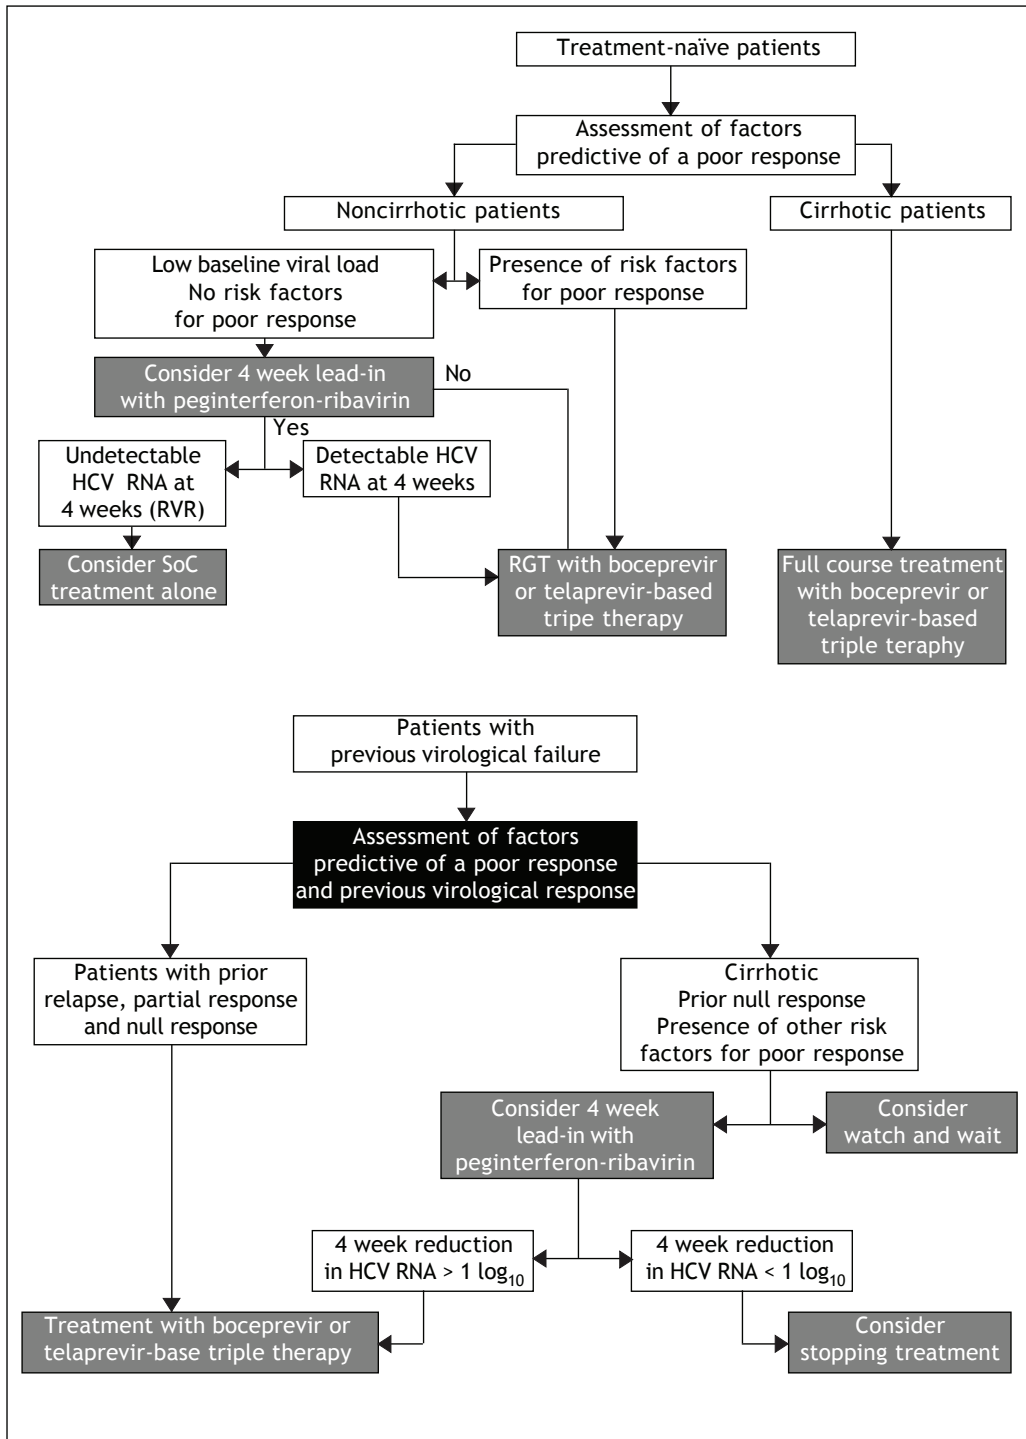 Treatment-naïve patients
Assessment of factors
predictive of a poor response
Noncirrhotic patients
Cirrhotic patients
Low baseline viral load
No risk factors
for poor response
Presence of risk factors
for poor response
Consider 4 week lead-in
with peginterferon-ribavirin
No
Yes
Undetectable
HCV RNA at
4 weeks (RVR)
Detectable HCV
RNA at 4 weeks
Consider SoC
treatment alone
RGT with boceprevir
or telaprevir-based
tripe therapy
Full course treatment
with boceprevir or
telaprevir-based
triple teraphy
Patients with
previous virological failure
Assessment of factors
predictive of a poor response
and previous virological response
Patients with prior
relapse, partial response
and null response
Cirrhotic
Prior null response
Presence of other risk
factors for poor response
Consider 4 week
lead-in with
peginterferon-ribavirin
Consider
watch and wait
4 week reduction
in HCV RNA > 1 log₁₀
4 week reduction
in HCV RNA < 1 log₁₀
Treatment with boceprevir or
telaprevir-base triple therapy
Consider
stopping treatment